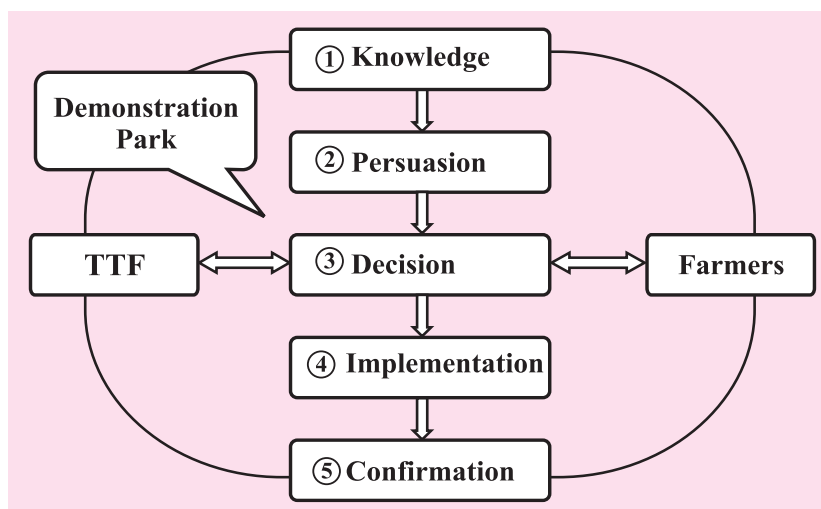 ① Knowledge
Demonstration
Park
② Persuasion
TTF
③ Decision
Farmers
④ Implementation
⑤ Confirmation